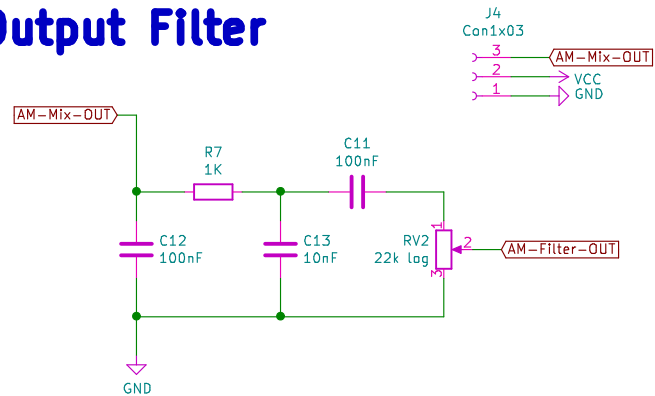 Output Filter
J4
Con1x03
3
AM-Mix-OUT
2
VCC
1
GND
AM-Mix-OUT
R7
1K
C11
100nF
C12
100nF
C13
10nF
RV2
22k log
1
2
3
AM-Filter-OUT
GND